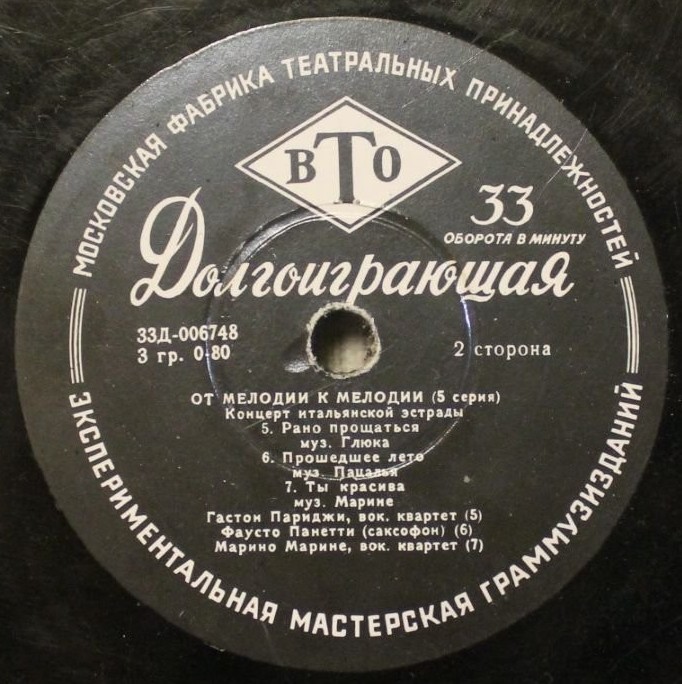 МОСКОВСКАЯ ФАБРИКА ТЕАТРАЛЬНЫХ ПРИНАДЛЕЖНОСТЕЙ
ВТО
33
ОБОРОТА В МИНУТУ
Долгоиграющая
33Д-006748
3 гр. 0-80
2 сторона
ОТ МЕЛОДИИ К МЕЛОДИИ (5 серия)
Концерт итальянской эстрады
5. Рано прощаться
муз. Глюка
6. Прошедшее лето
муз. Пацалья
7. Ты красива
муз. Марине
Гастон Париджи, вок. квартет (5)
Фаусто Папетти (саксофон) (6)
Марино Марине, вок. квартет (7)
ЭКСПЕРИМЕНТАЛЬНАЯ МАСТЕРСКАЯ ГРАММУЗИЗДАНИЙ